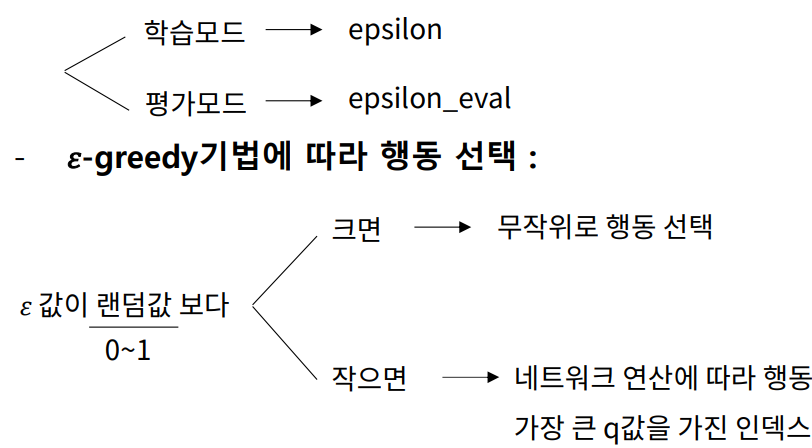 학습모드 epsilon
평가모드 epsilon_eval
- ε-greedy기법에 따라 행동 선택 :
크면 무작위로 행동 선택
ε 값이 랜덤값 보다
0~1
작으면 네트워크 연산에 따라 행동
가장 큰 q값을 가진 인덱스